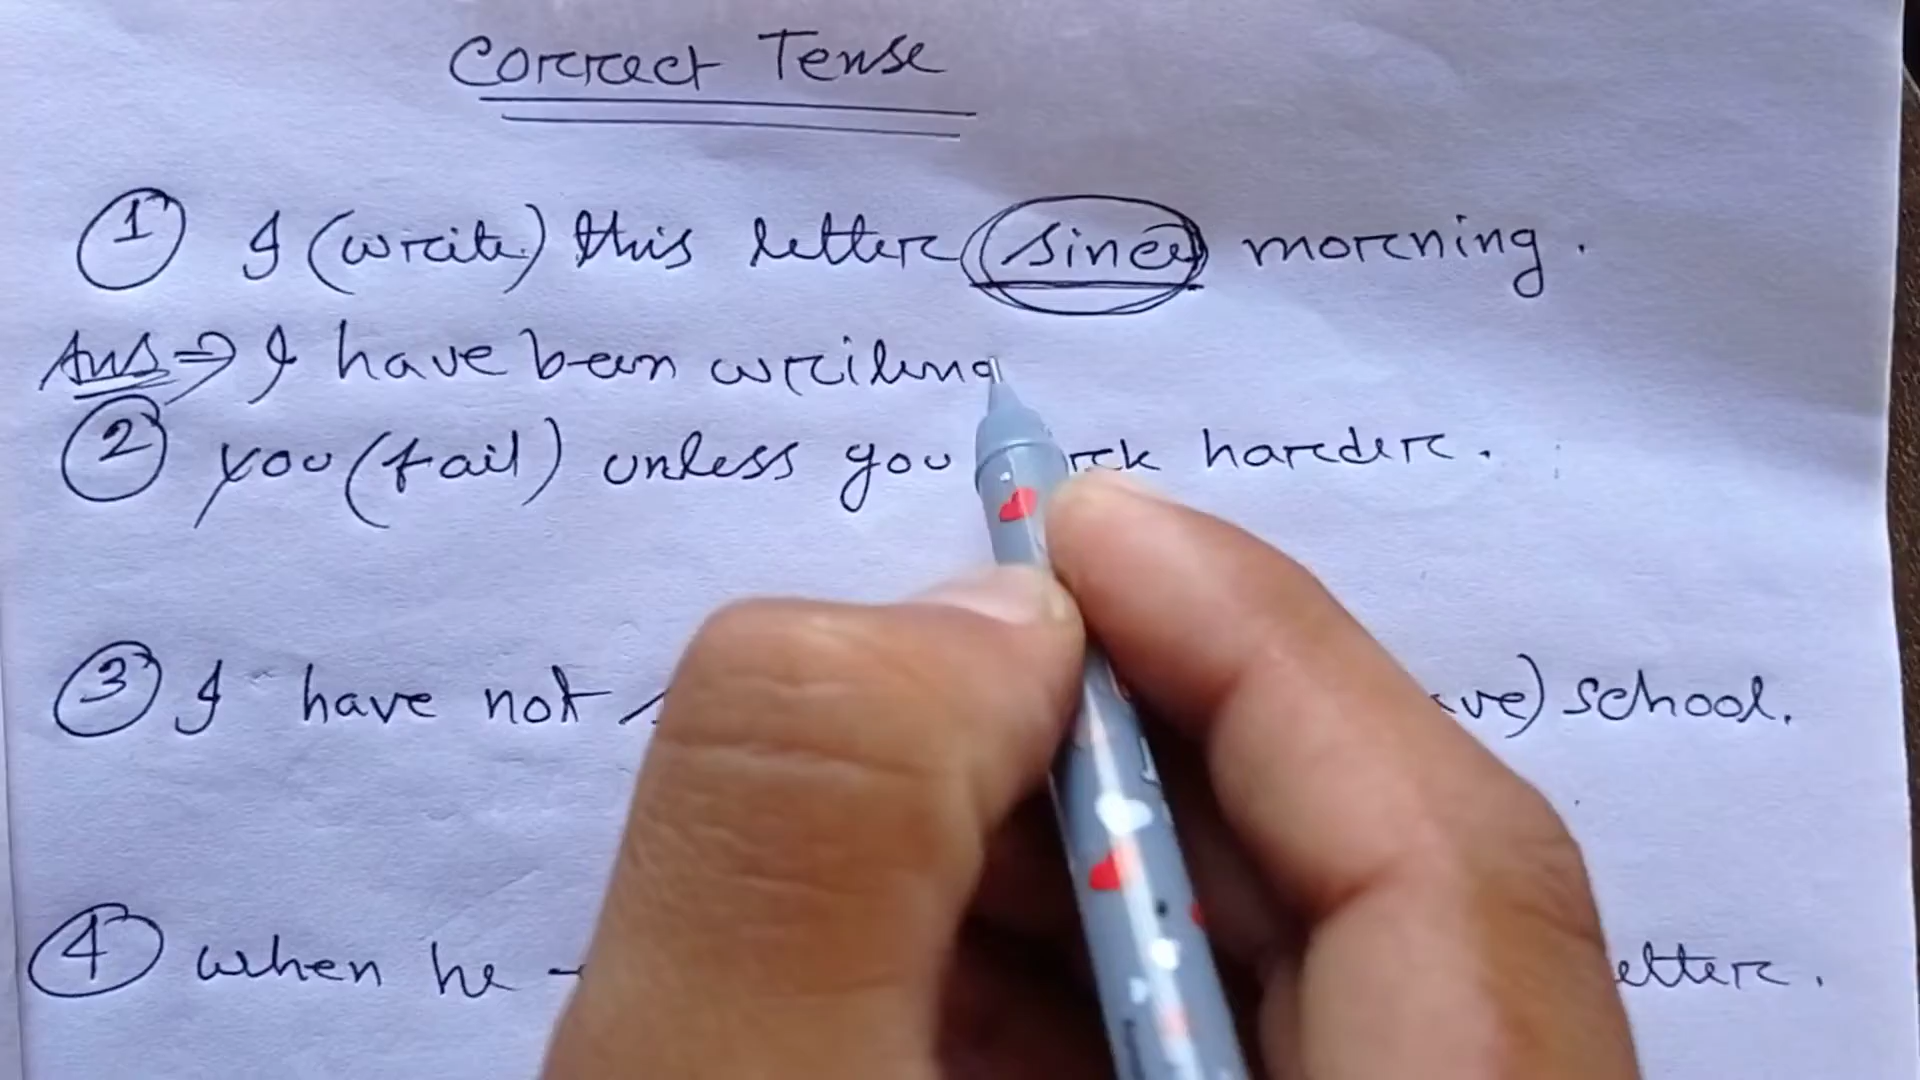 Correct Tense
① I (write) this letter (since) morning.
Ans ⇒ I have been writing
② you (fail) unless you harder.
③ I have not school.
④ when he